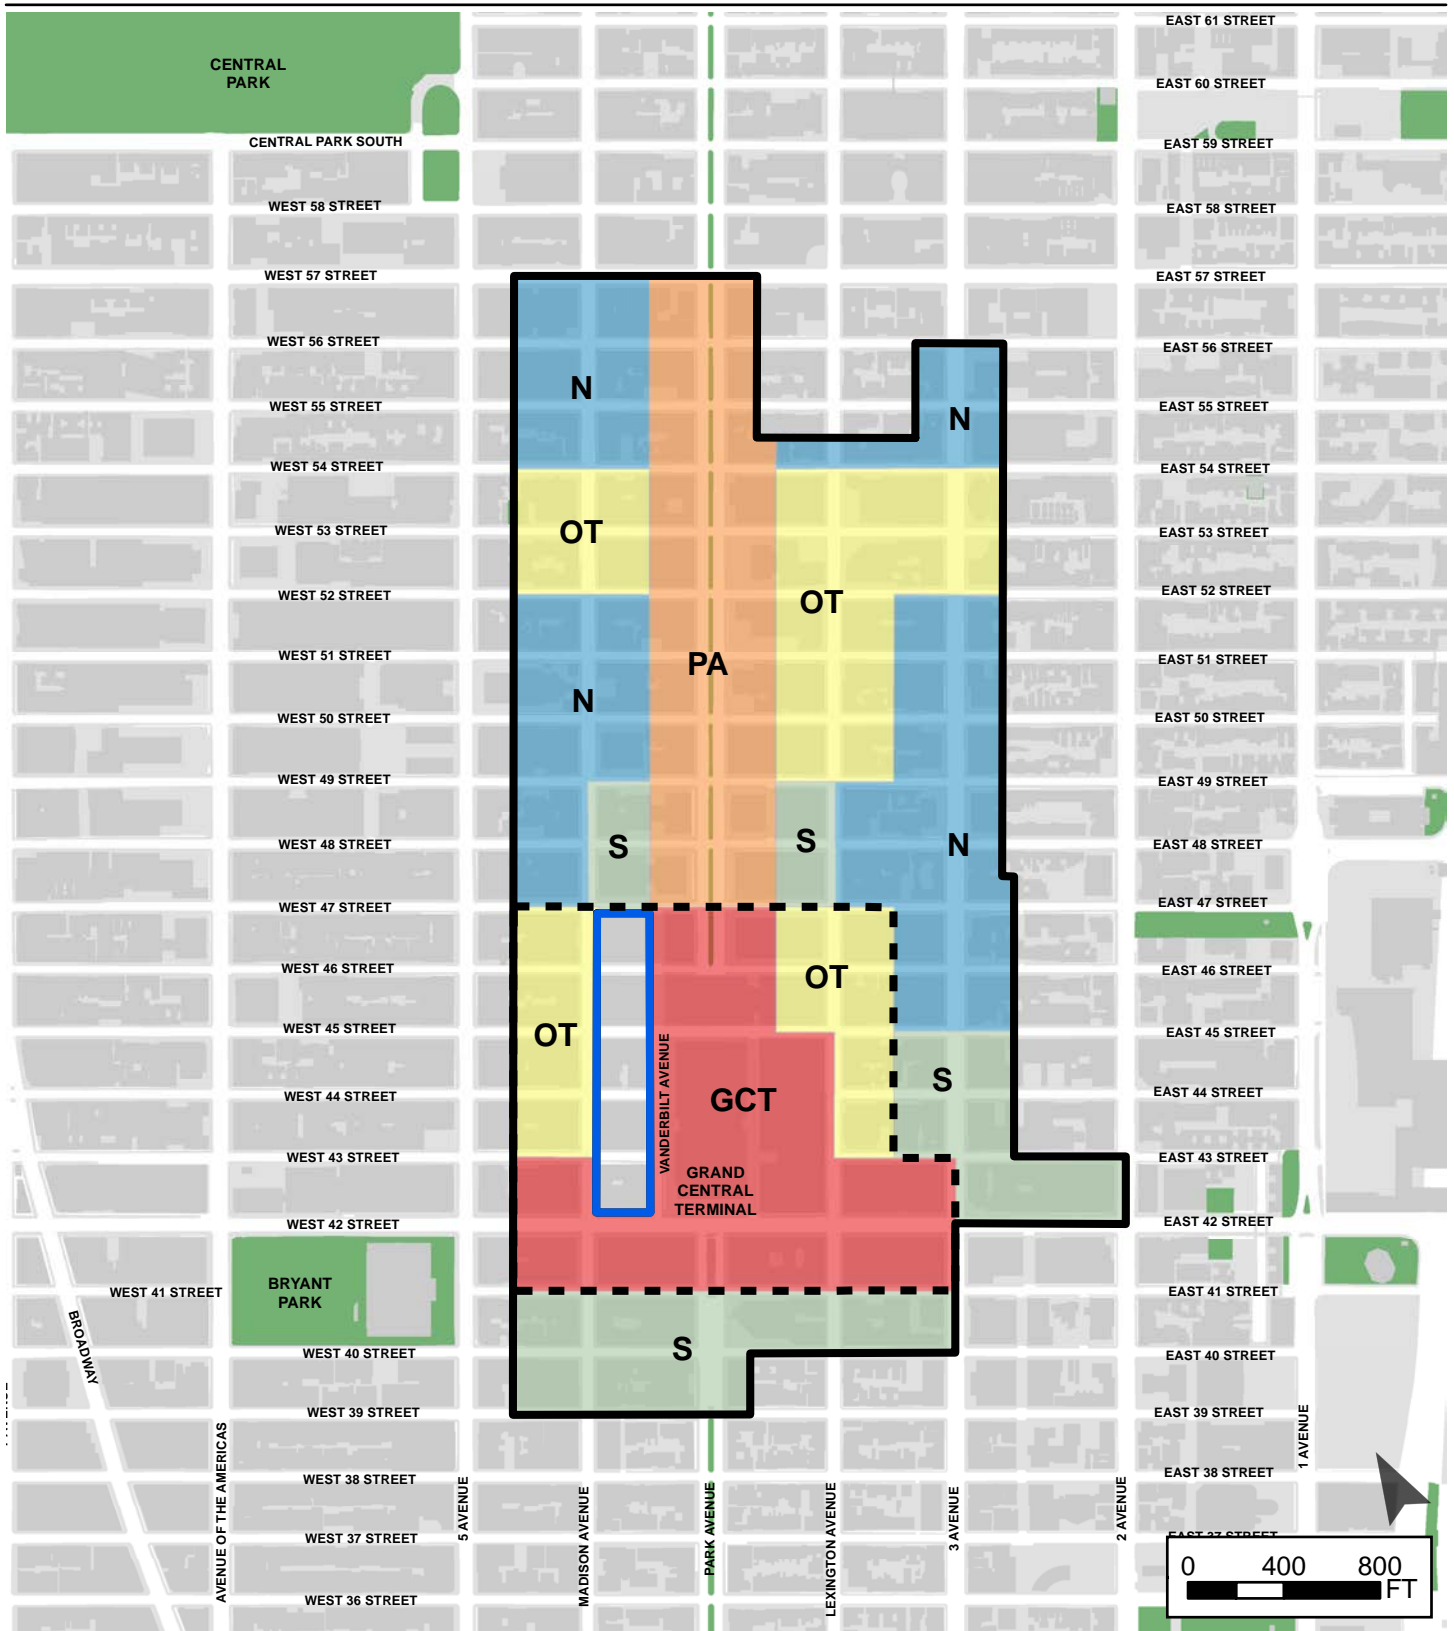 EAST 61 STREET
CENTRAL
PARK
EAST 60 STREET
CENTRAL PARK SOUTH
EAST 59 STREET
WEST 58 STREET
EAST 58 STREET
WEST 57 STREET
EAST 57 STREET
WEST 56 STREET
EAST 56 STREET
N
N
WEST 55 STREET
EAST 55 STREET
WEST 54 STREET
EAST 54 STREET
WEST 53 STREET
OT
EAST 53 STREET
WEST 52 STREET
OT
EAST 52 STREET
WEST 51 STREET
PA
EAST 51 STREET
N
WEST 50 STREET
EAST 50 STREET
WEST 49 STREET
EAST 49 STREET
WEST 48 STREET
S
S
N
EAST 48 STREET
WEST 47 STREET
EAST 47 STREET
WEST 46 STREET
OT
EAST 46 STREET
WEST 45 STREET
OT
EAST 45 STREET
VANDERBILT AVENUE
WEST 44 STREET
GCT
S
EAST 44 STREET
WEST 43 STREET
EAST 43 STREET
GRAND
CENTRAL
TERMINAL
WEST 42 STREET
EAST 42 STREET
WEST 41 STREET
BRYANT
PARK
EAST 41 STREET
BROADWAY
WEST 40 STREET
S
EAST 40 STREET
WEST 39 STREET
EAST 39 STREET
AVENUE OF THE AMERICAS
5 AVENUE
MADISON AVENUE
PARK AVENUE
LEXINGTON AVENUE
3 AVENUE
2 AVENUE
1 AVENUE
WEST 38 STREET
EAST 38 STREET
WEST 37 STREET
EAST 37 STREET
WEST 36 STREET
0 400 800
FT